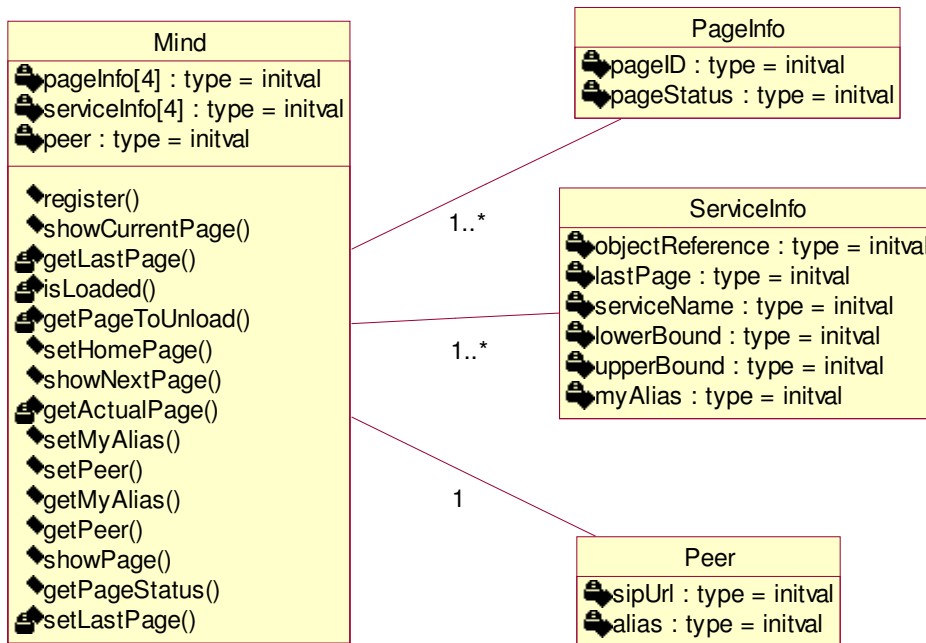 Mind
pageInfo[4] : type = initval
serviceInfo[4] : type = initval
peer : type = initval
register()
showCurrentPage()
getLastPage()
isLoaded()
getPageToUnload()
setHomePage()
showNextPage()
getActualPage()
setMyAlias()
setPeer()
getMyAlias()
getPeer()
showPage()
getPageStatus()
setLastPage()
1..*
1..*
1
PageInfo
pageID : type = initval
pageStatus : type = initval
ServiceInfo
objectReference : type = initval
lastPage : type = initval
serviceName : type = initval
lowerBound : type = initval
upperBound : type = initval
myAlias : type = initval
Peer
sipUrl : type = initval
alias : type = initval